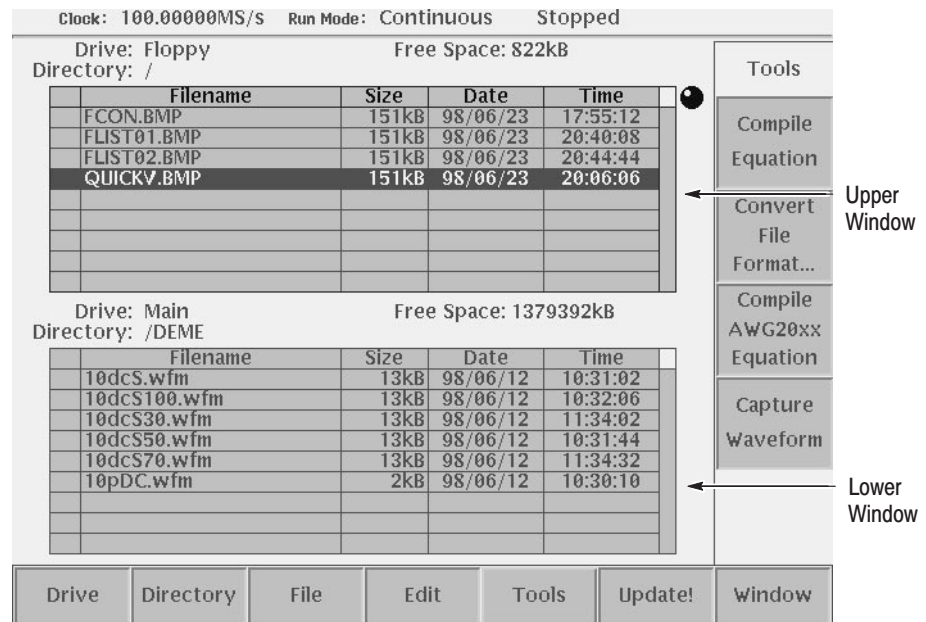 Clock: 100.00000MS/s Run Mode: Continuous Stopped
Drive: Floppy Free Space: 822kB
Directory: /
Filename Size Date Time
FCON.BMP 151kB 98/06/23 17:55:12
FLIST01.BMP 151kB 98/06/23 20:40:08
FLIST02.BMP 151kB 98/06/23 20:44:44
QUICKV.BMP 151kB 98/06/23 20:06:06
Drive: Main Free Space: 1379392kB
Directory: /DEME
Filename Size Date Time
10dcS.wfm 13kB 98/06/12 10:31:02
10dcS100.wfm 13kB 98/06/12 10:32:06
10dcS30.wfm 13kB 98/06/12 11:34:02
10dcS50.wfm 13kB 98/06/12 10:31:44
10dcS70.wfm 13kB 98/06/12 11:34:32
10pDC.wfm 2kB 98/06/12 10:30:10
Tools
Compile
Equation
Convert
File
Format...
Compile
AWG20xx
Equation
Capture
Waveform
Upper
Window
Lower
Window
Drive Directory File Edit Tools Update! Window